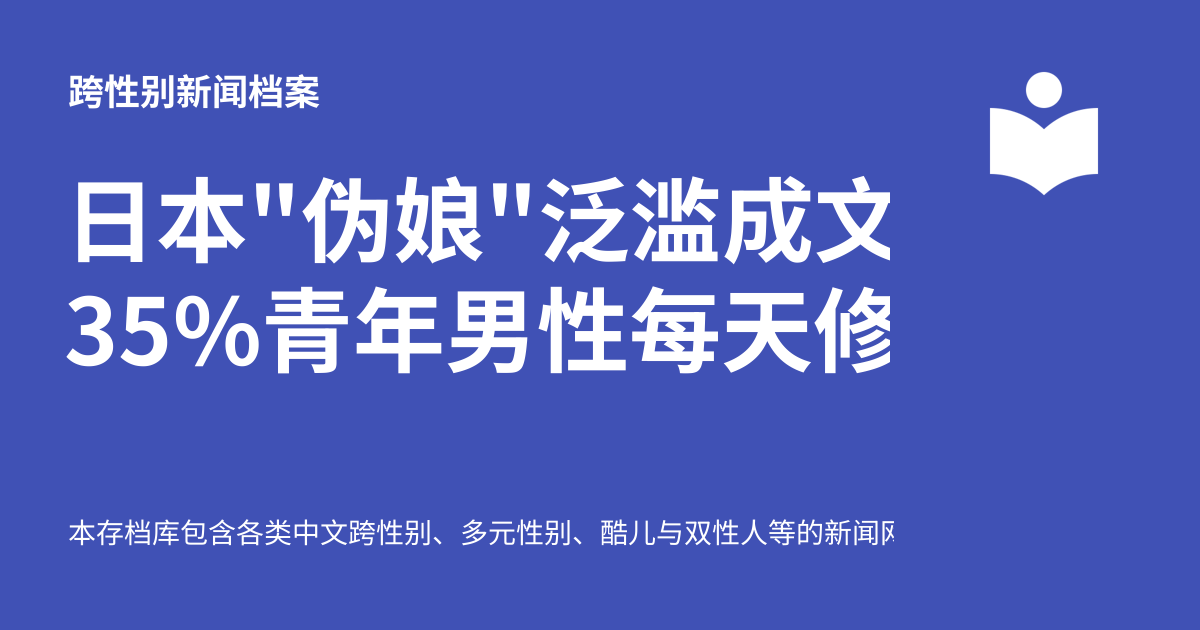 跨性别新闻档案
日本"伪娘"泛滥成文
35%青年男性每天修
本存档库包含各类中文跨性别、多元性别、酷儿与双性人等的新闻网